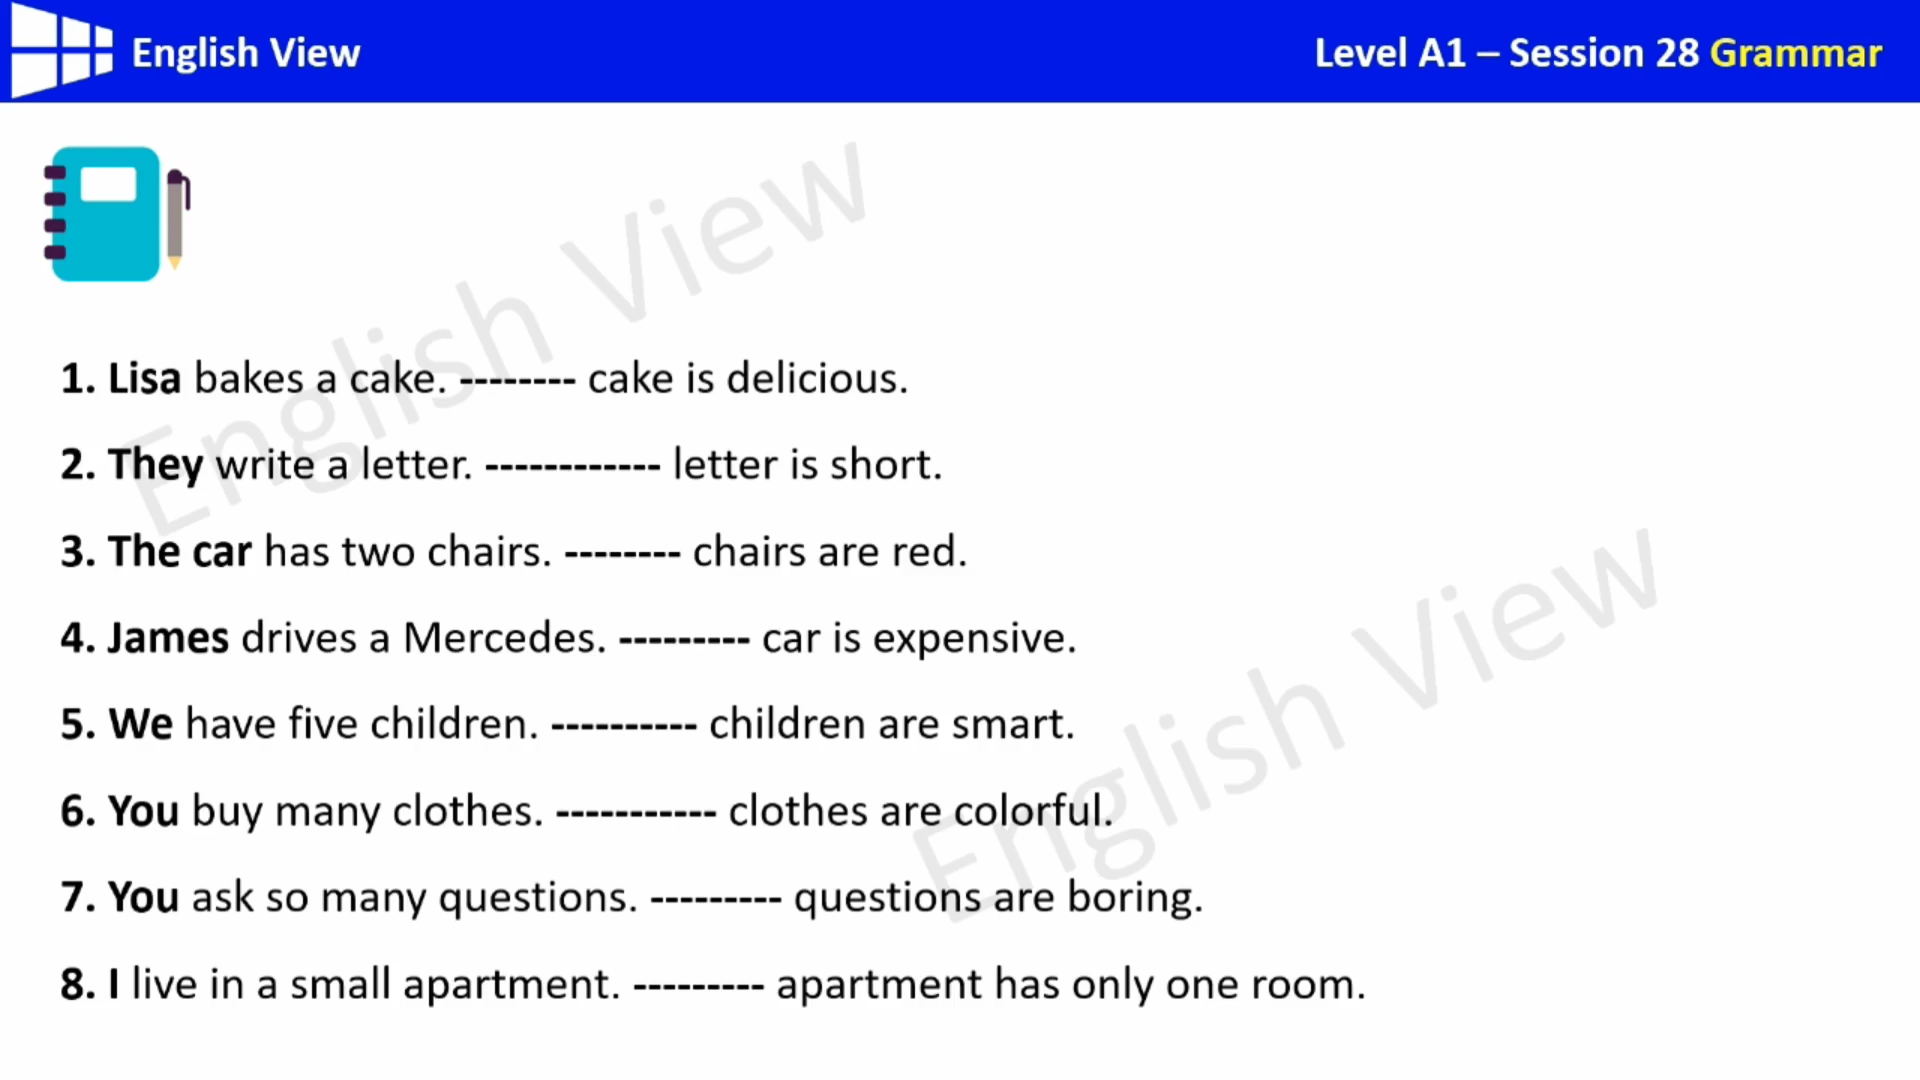 English View
Level A1 – Session 28 Grammar
English View
1. Lisa bakes a cake. -------- cake is delicious.
2. They write a letter. ------------ letter is short.
3. The car has two chairs. -------- chairs are red.
4. James drives a Mercedes. --------- car is expensive.
5. We have five children. ---------- children are smart.
6. You buy many clothes. ----------- clothes are colorful.
7. You ask so many questions. --------- questions are boring.
8. I live in a small apartment. --------- apartment has only one room.
English View